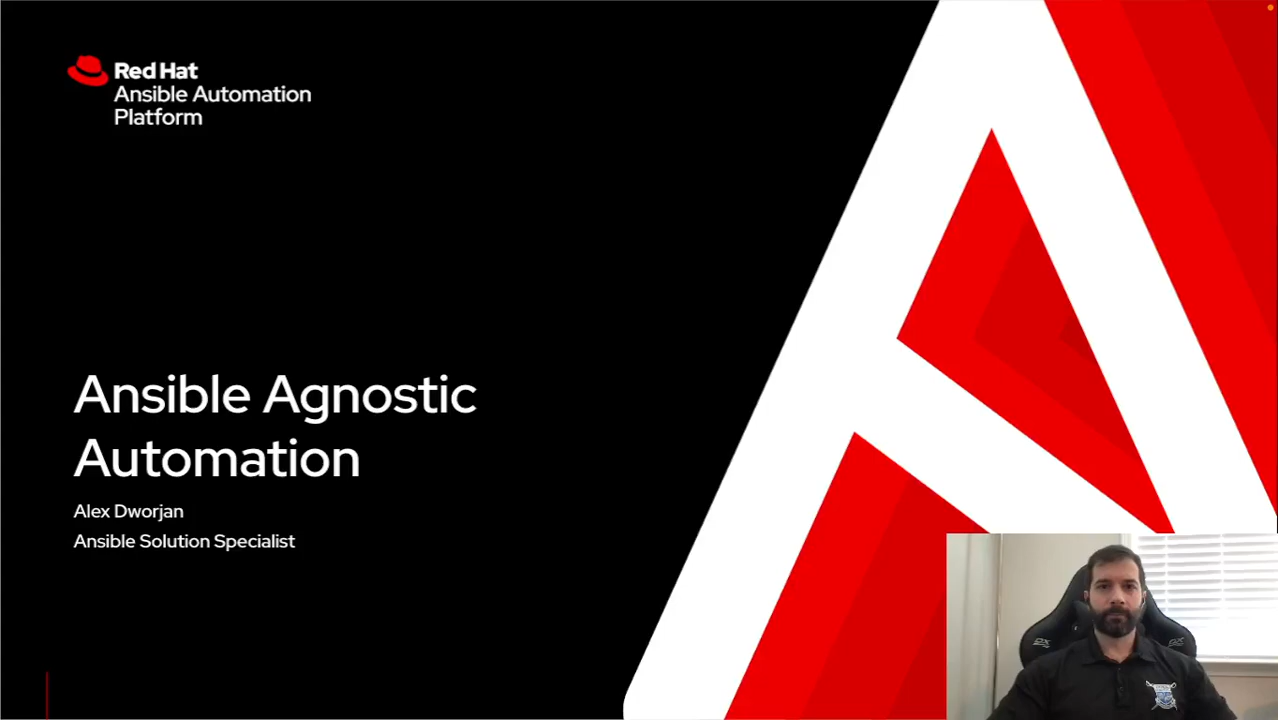 Red Hat
Ansible Automation
Platform
Ansible Agnostic
Automation
Alex Dworjan
Ansible Solution Specialist